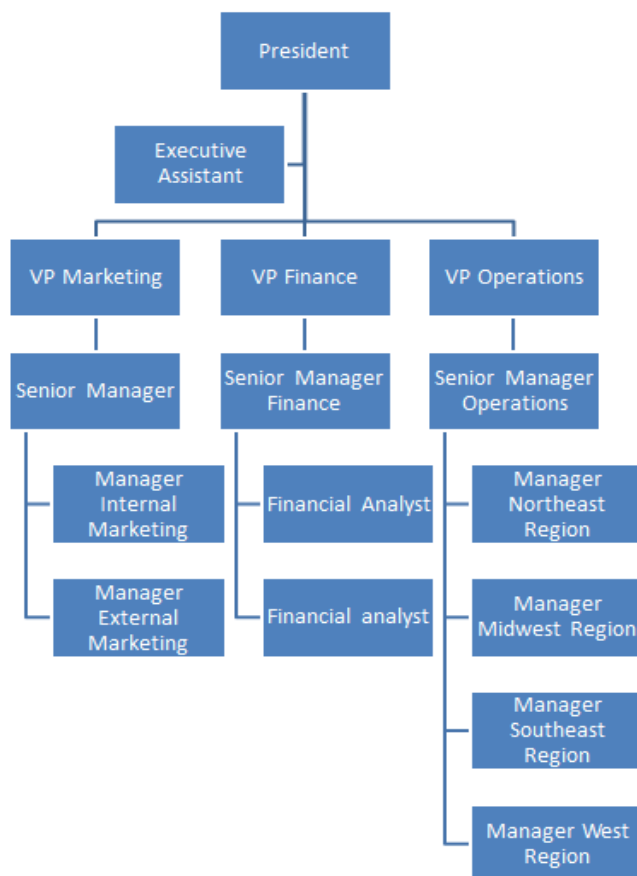 President
Executive
Assistant
VP Marketing
VP Finance
VP Operations
Senior Manager
Senior Manager
Finance
Senior Manager
Operations
Manager
Internal
Marketing
Financial Analyst
Manager
Northeast
Region
Manager
External
Marketing
Financial analyst
Manager
Midwest Region
Manager
Southeast
Region
Manager West
Region